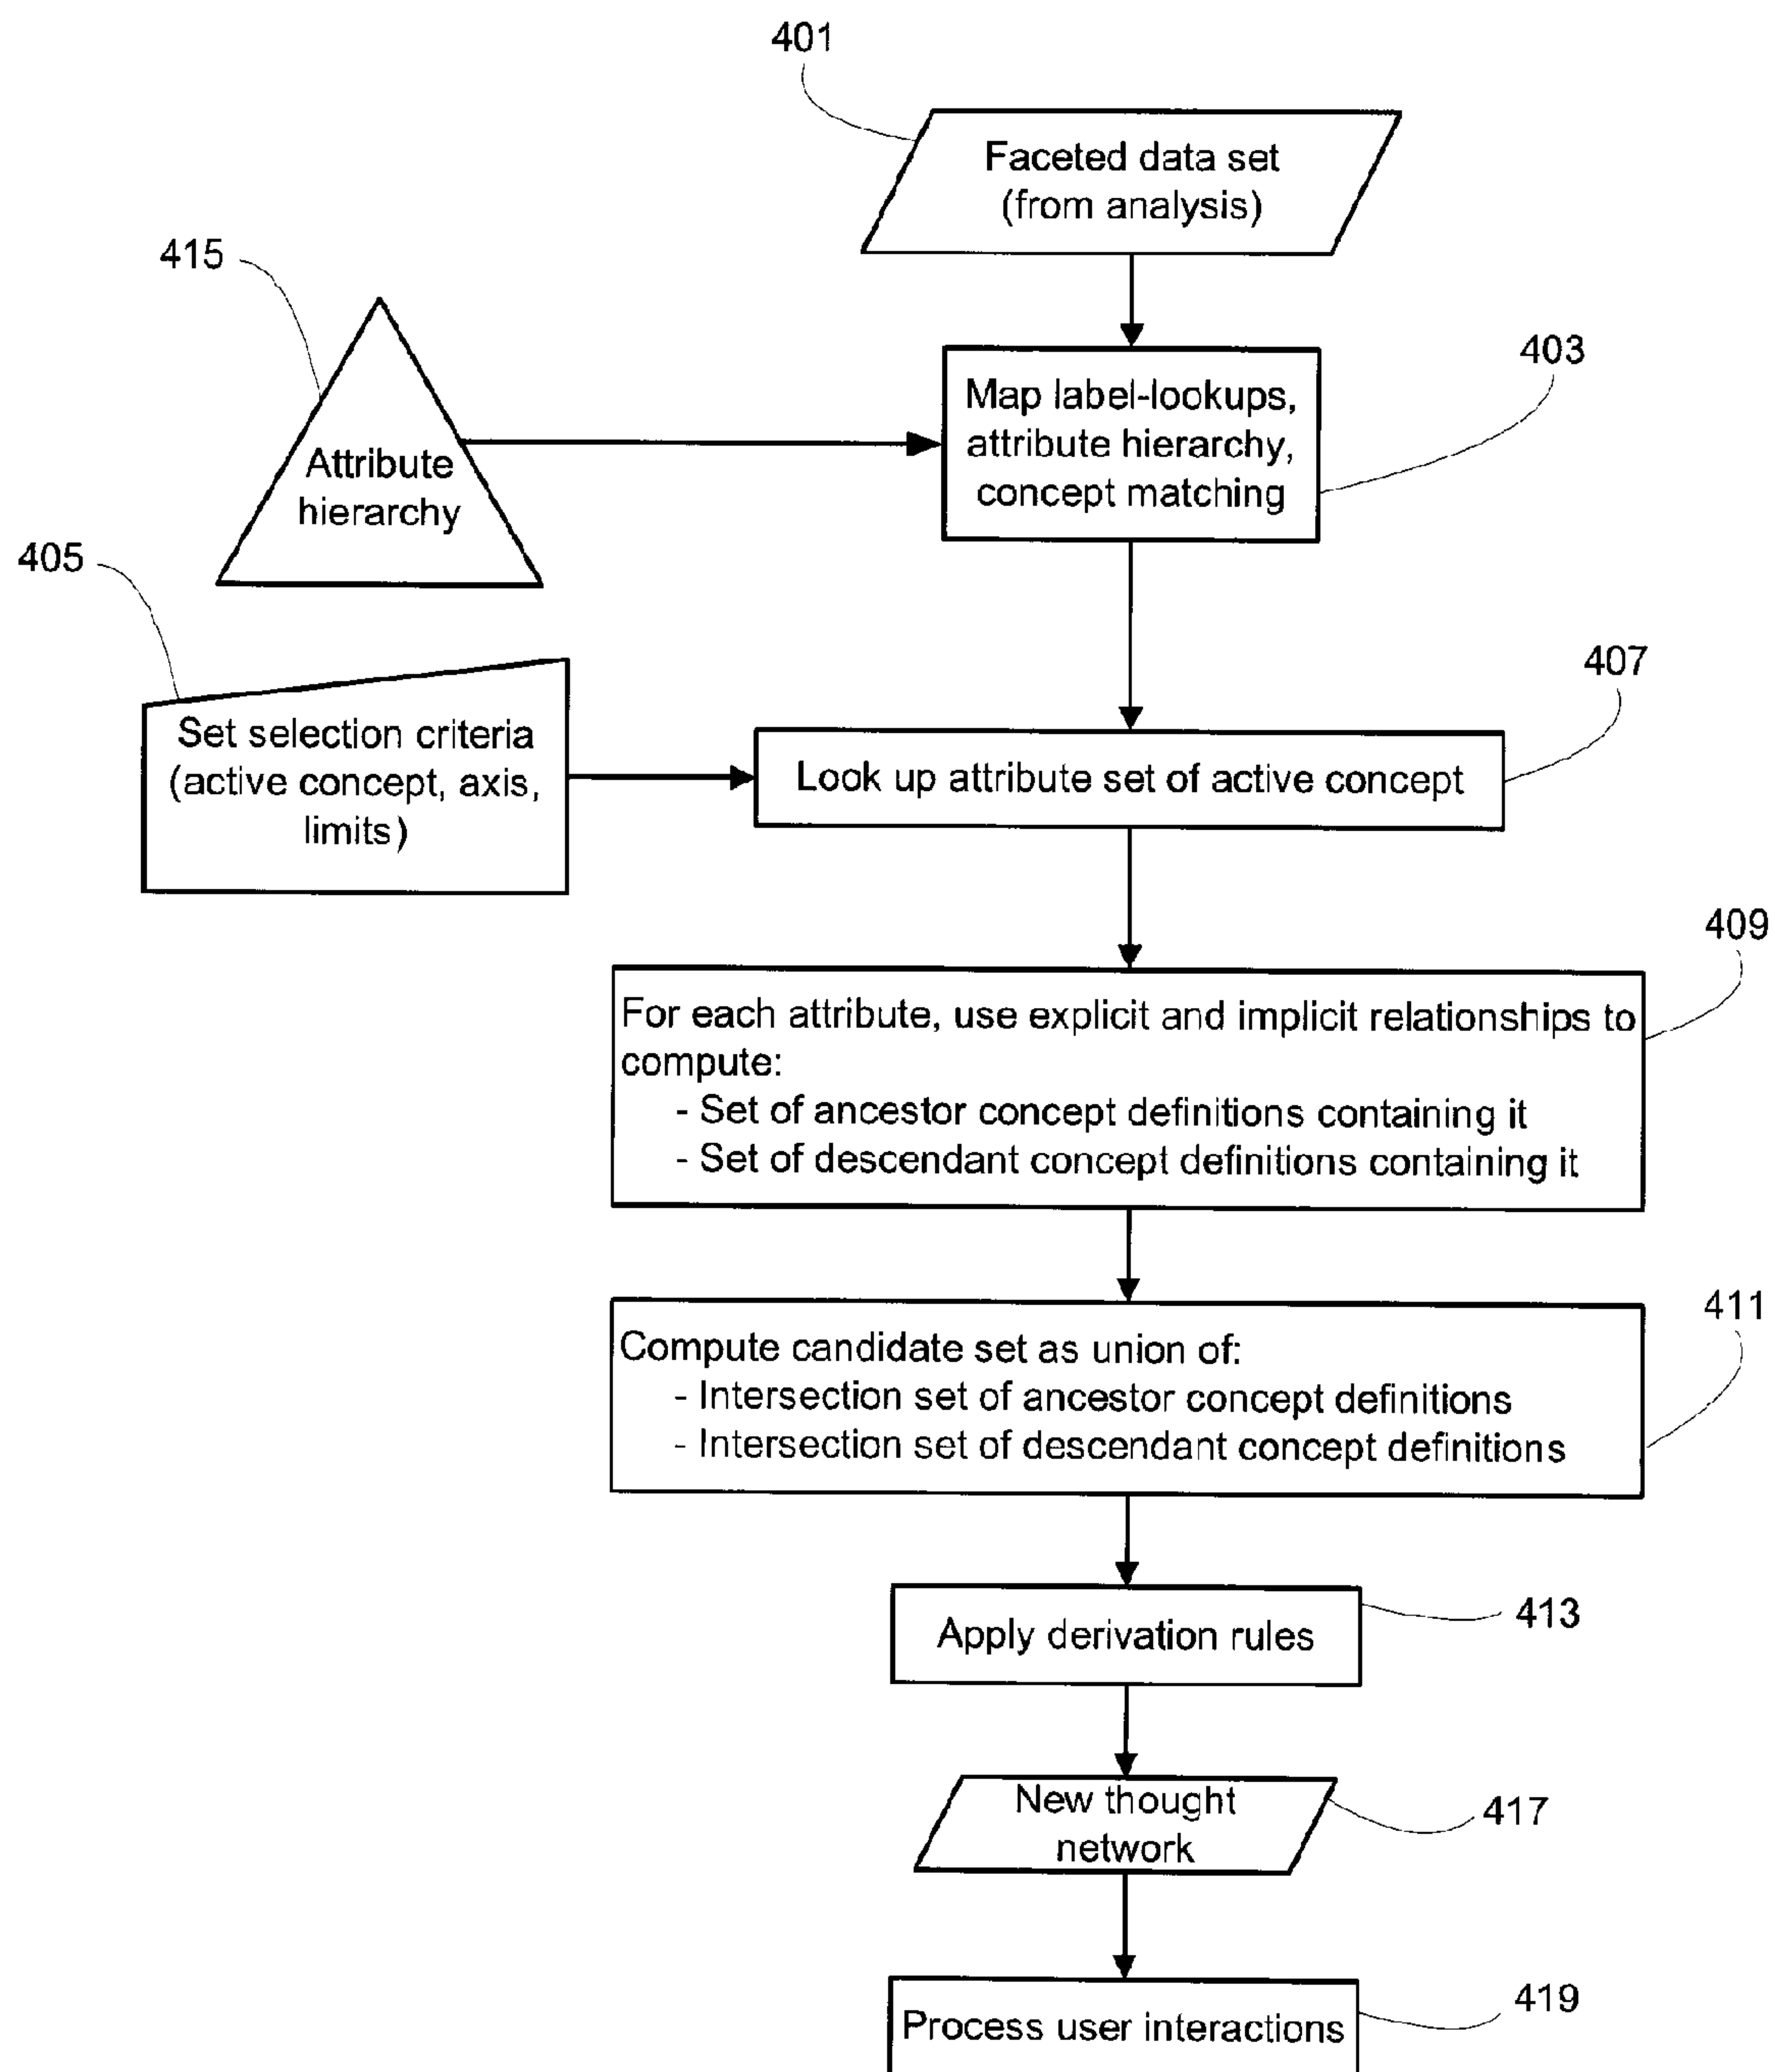 401
Faceted data set
(from analysis)
415
403
Map label-lookups,
attribute hierarchy,
concept matching
Attribute
hierarchy
405
407
Set selection criteria
(active concept, axis,
limits)
Look up attribute set of active concept
409
For each attribute, use explicit and implicit relationships to
compute:
- Set of ancestor concept definitions containing it
- Set of descendant concept definitions containing it
411
Compute candidate set as union of:
- Intersection set of ancestor concept definitions
- Intersection set of descendant concept definitions
413
Apply derivation rules
New thought
network
417
419
Process user interactions